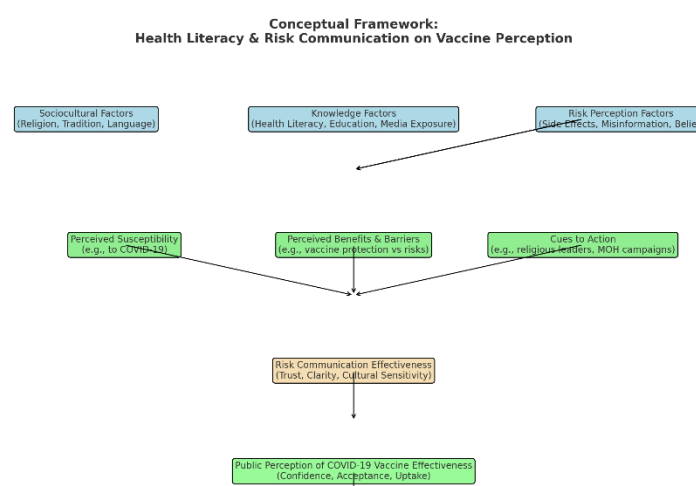 Conceptual Framework:
Health Literacy & Risk Communication on Vaccine Perception
Sociocultural Factors
(Religion, Tradition, Language)
Knowledge Factors
(Health Literacy, Education, Media Exposure)
Risk Perception Factors
(Side Effects, Misinformation, Belie
Perceived Susceptibility
(e.g., to COVID-19)
Perceived Benefits & Barriers
(e.g., vaccine protection vs risks)
Cues to Action
(e.g., religious leaders, MOH campaigns)
Risk Communication Effectiveness
(Trust, Clarity, Cultural Sensitivity)
Public Perception of COVID-19 Vaccine Effectiveness
(Confidence, Acceptance, Uptake)